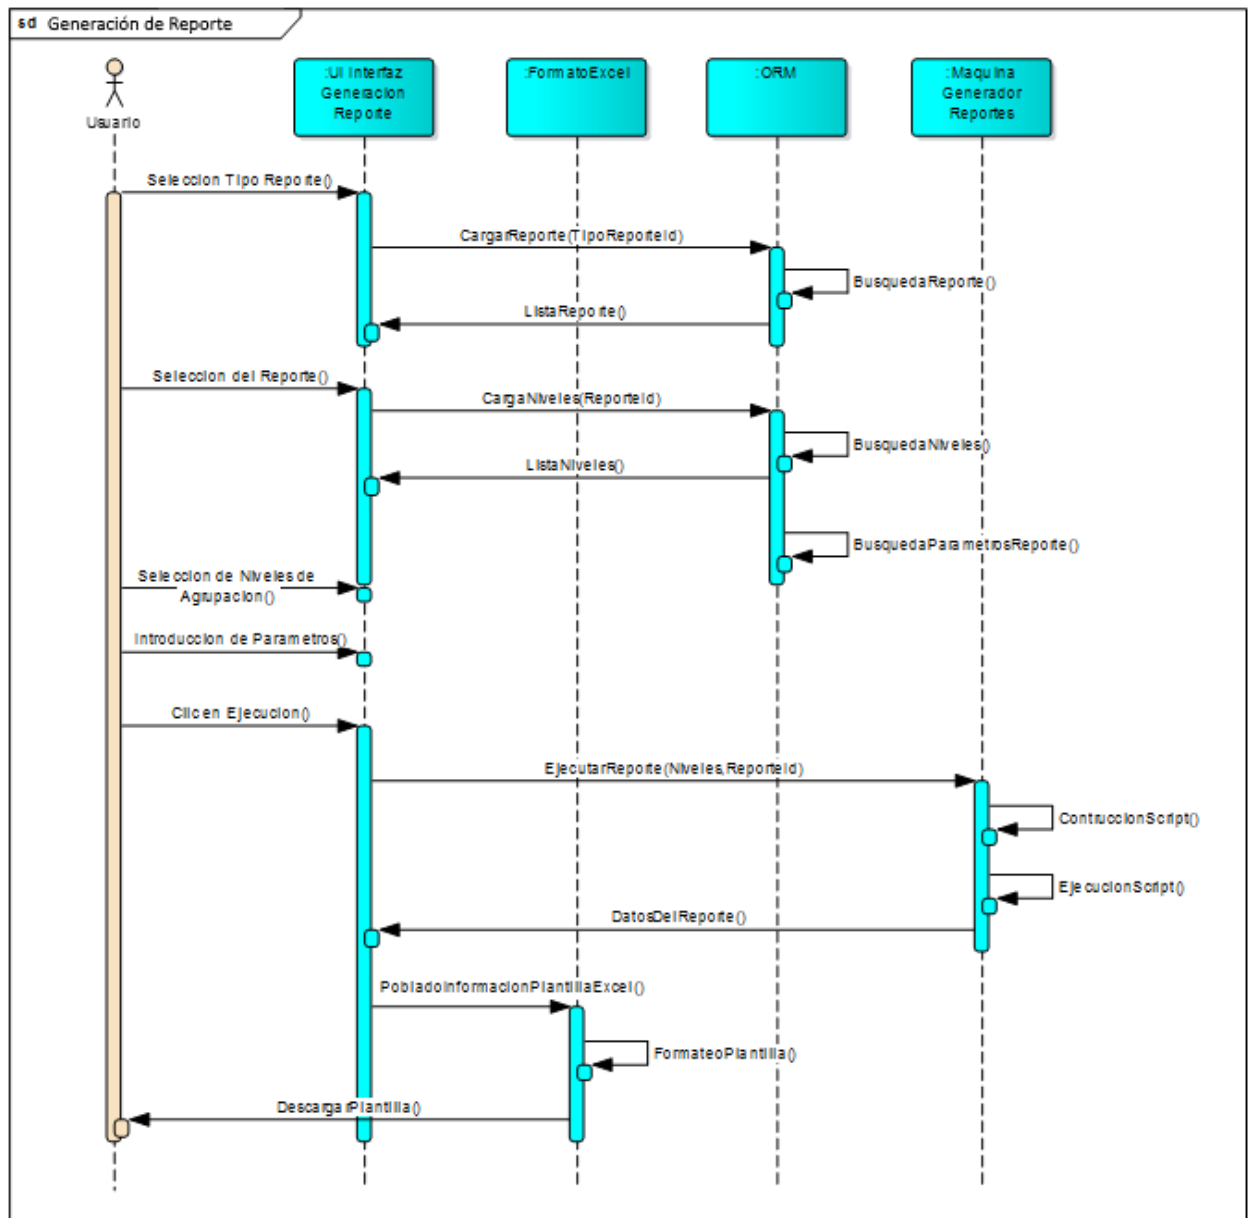 sd Generación de Reporte
Usuario
:UI Interfaz
Generacion
Reporte
:FormatoExcel
:ORM
:Maquina
Generador
Reportes
Seleccion Tipo Reporte()
CargarReporte(TipoReporteId)
BusquedaReporte()
ListaReporte()
Seleccion del Reporte()
CargaNiveles(ReporteId)
BusquedaNiveles()
ListaNiveles()
BusquedaParametrosReporte()
Seleccion de Niveles de
Agrupacion()
Introduccion de Parametros()
Clic en Ejecucion()
EjecutarReporte(Niveles,ReporteId)
ContruccionScript()
EjecucionScript()
DatosDelReporte()
PobladoInformacionPlantillaExcel()
FormateoPlantilla()
DescargarPlantilla()